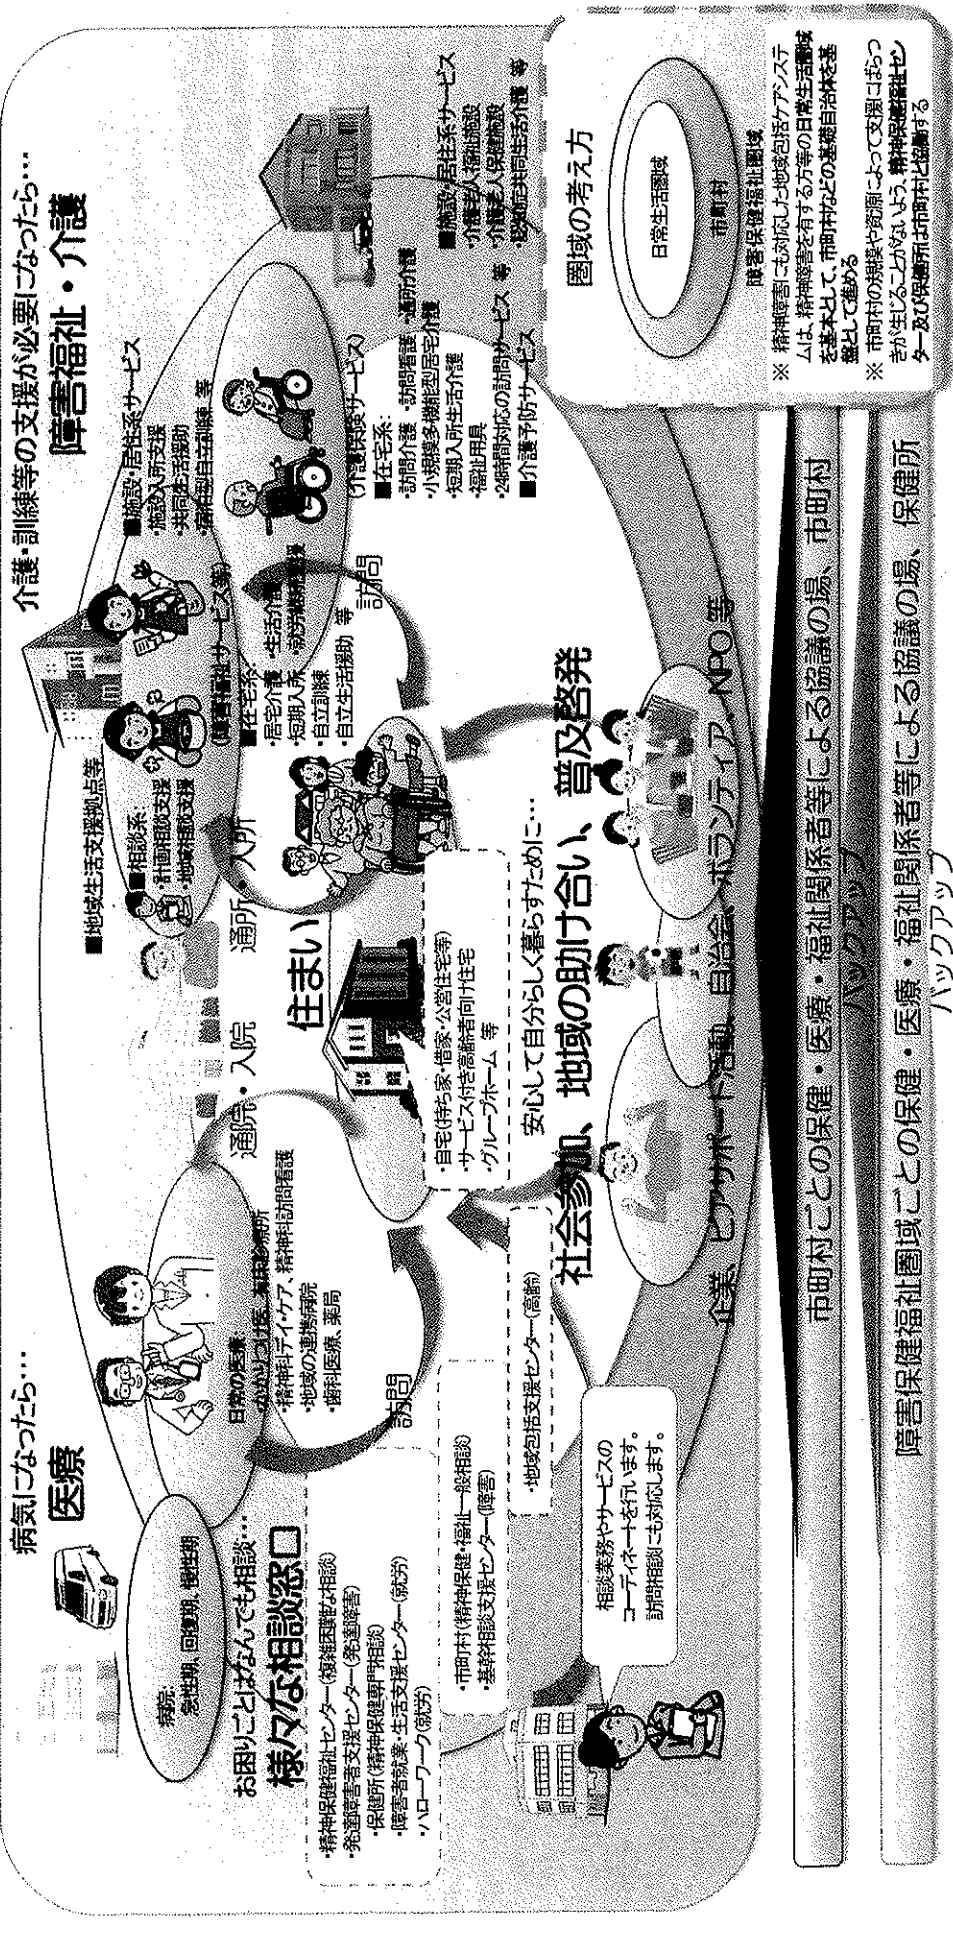 病気になったら…
医療
病院:
急性期、回復期、慢性期
日常の医療:
・かかりつけ医、有床診療所
・精神科デイ・ケア、精神科訪問看護
・地域の連携病院
・歯科医療、薬局
通院・入院
訪問
介護・訓練等の支援が必要になったら…
障害福祉・介護
■地域生活支援拠点等
■相談系:
・計画相談支援
・地域相談支援
通所・入所
(障害福祉サービス等)
■在宅系:
・居宅介護 ・生活介護
・短期入所 ・就労継続支援
・自立訓練
・自立生活援助 等
訪問
■施設・居住系サービス
・施設入所支援
・共同生活援助
・宿泊型自立訓練 等
(介護保険サービス)
■在宅系:
・訪問介護 ・訪問看護 ・通所介護
・小規模多機能型居宅介護
・短期入所生活介護
・福祉用具
・24時間対応の訪問サービス 等
■介護予防サービス
■施設・居住系サービス
・介護老人福祉施設
・介護老人保健施設
・認知症共同生活介護 等
お困りごとはなんでも相談…
様々な相談窓口
・精神保健福祉センター(複雑困難な相談)
・発達障害者支援センター(発達障害)
・保健所(精神保健専門相談)
・障害者就業・生活支援センター(就労)
・ハローワーク(就労)
・市町村(精神保健・福祉一般相談)
・基幹相談支援センター(障害)
・地域包括支援センター(高齢)
相談業務やサービスの
コーディネートを行います。
訪問相談にも対応します。
住まい
・自宅(持ち家・借家・公営住宅等)
・サービス付き高齢者向け住宅
・グループホーム 等
安心して自分らしく暮らすために…
社会参加、地域の助け合い、普及啓発
企業、ピアサポート活動、自治会、ボランティア、NPO等
市町村ごとの保健・医療・福祉関係者等による協議の場、市町村
バックアップ
障害保健福祉圏域ごとの保健・医療・福祉関係者等による協議の場、保健所
バックアップ
圏域の考え方
日常生活圏域
市町村
障害保健福祉圏域
※ 精神障害にも対応した地域包括ケアシステ
ムは、精神障害を有する方等の日常生活圏域
を基本として、市町村などの基礎自治体を基
盤として進める
※ 市町村の規模や資源によって支援にばらつ
きが生じることがないよう、精神保健福祉セン
ター及び保健所は市町村と協働する